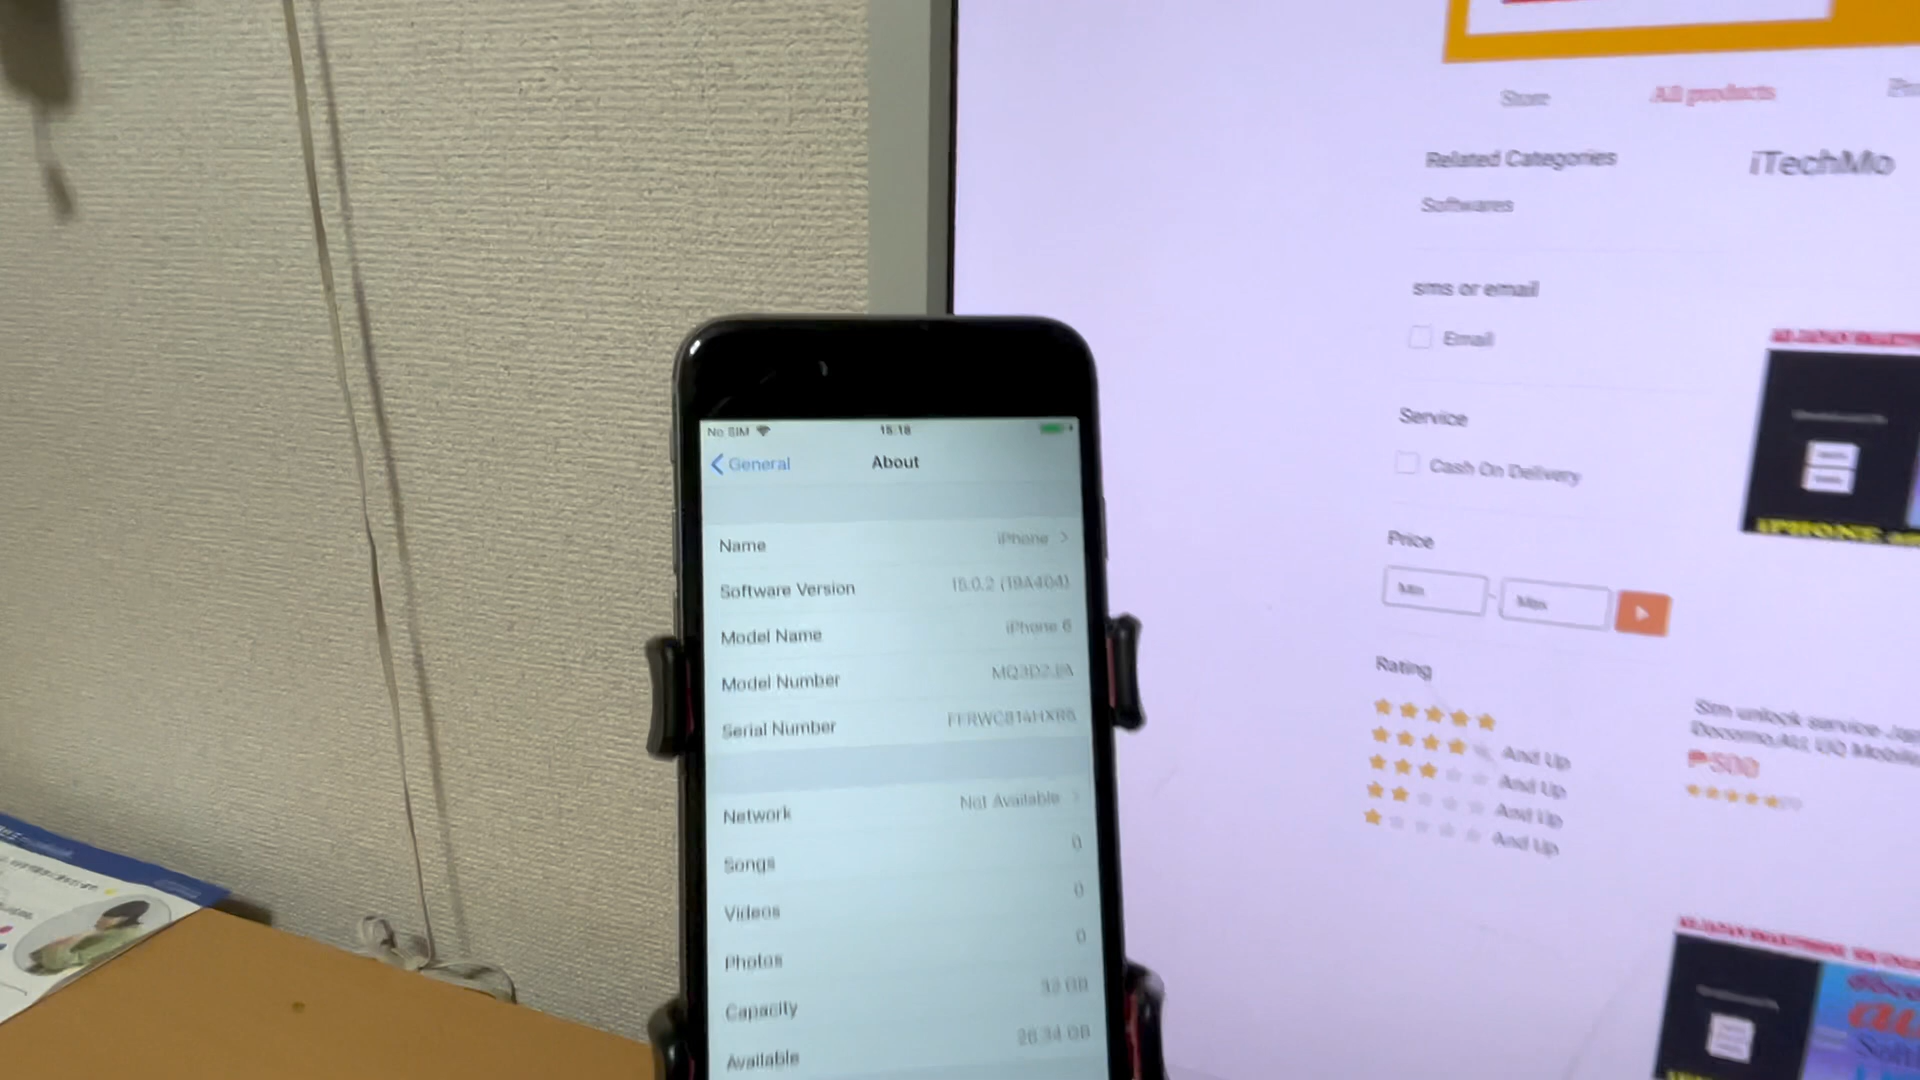 No SIM
15:18
General
About
Name
iPhone
Software Version
15.0.2 (19A404)
Model Name
iPhone 6
Model Number
Serial Number
Network
Not Available
Songs
0
Videos
0
Photos
0
Capacity
32 GB
Available
26.34 GB
Store
All products
Related Categories
iTechMo
Softwares
sms or email
Email
Service
Cash On Delivery
Price
Min
-
Max
Rating
And Up
And Up
And Up
And Up
Sim unlock service
Docomo, AU, UQ Mobile
₱500
IPHONE